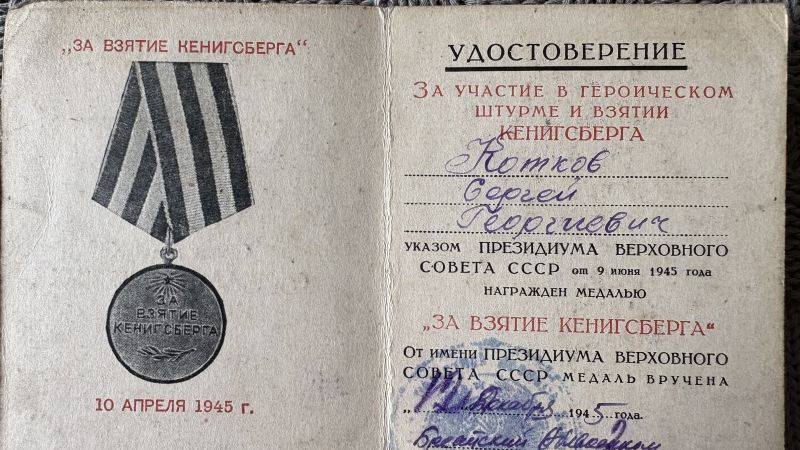 „ЗА ВЗЯТИЕ КЕНИГСБЕРГА“
ЗА
ВЗЯТИЕ
КЕНИГСБЕРГА
10 АПРЕЛЯ 1945 г.
УДОСТОВЕРЕНИЕ
ЗА УЧАСТИЕ В ГЕРОИЧЕСКОМ
ШТУРМЕ И ВЗЯТИИ
КЕНИГСБЕРГА
Котков
Сергей
Георгиевич
УКАЗОМ ПРЕЗИДИУМА ВЕРХОВНОГО
СОВЕТА СССР от 9 июня 1945 года
НАГРАЖДЕН МЕДАЛЬЮ
„ЗА ВЗЯТИЕ КЕНИГСБЕРГА“
От имени ПРЕЗИДИУМА ВЕРХОВНОГО
СОВЕТА СССР МЕДАЛЬ ВРУЧЕНА
декабря 1945 года.